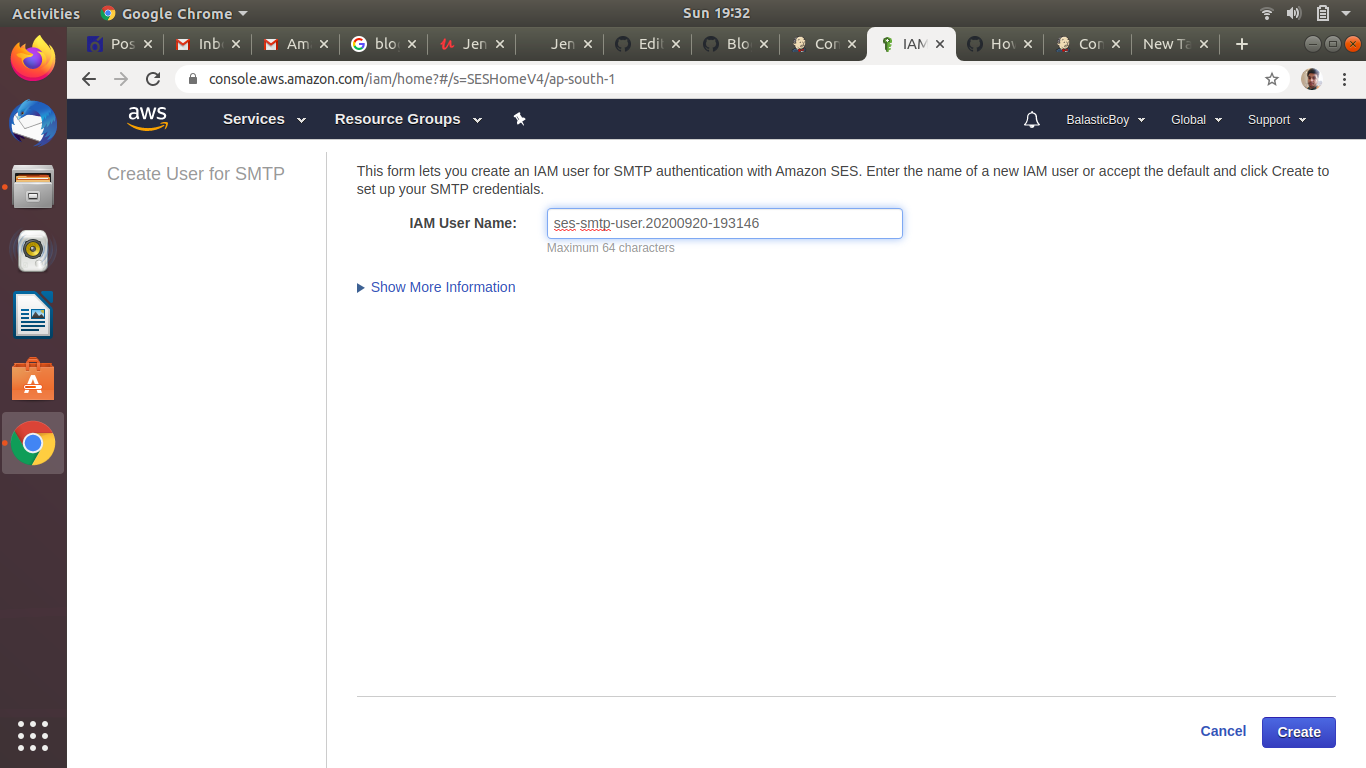 Activities Google Chrome Sun 19:32
Pos Inb Am blo Jen Jen Edit Blo Con IAM How Con New Ta
console.aws.amazon.com/iam/home?#/s=SESHomeV4/ap-south-1
aws Services Resource Groups BalasticBoy Global Support
Create User for SMTP
This form lets you create an IAM user for SMTP authentication with Amazon SES. Enter the name of a new IAM user or accept the default and click Create to
set up your SMTP credentials.
IAM User Name: ses-smtp-user.20200920-193146
Maximum 64 characters
Show More Information
Cancel Create